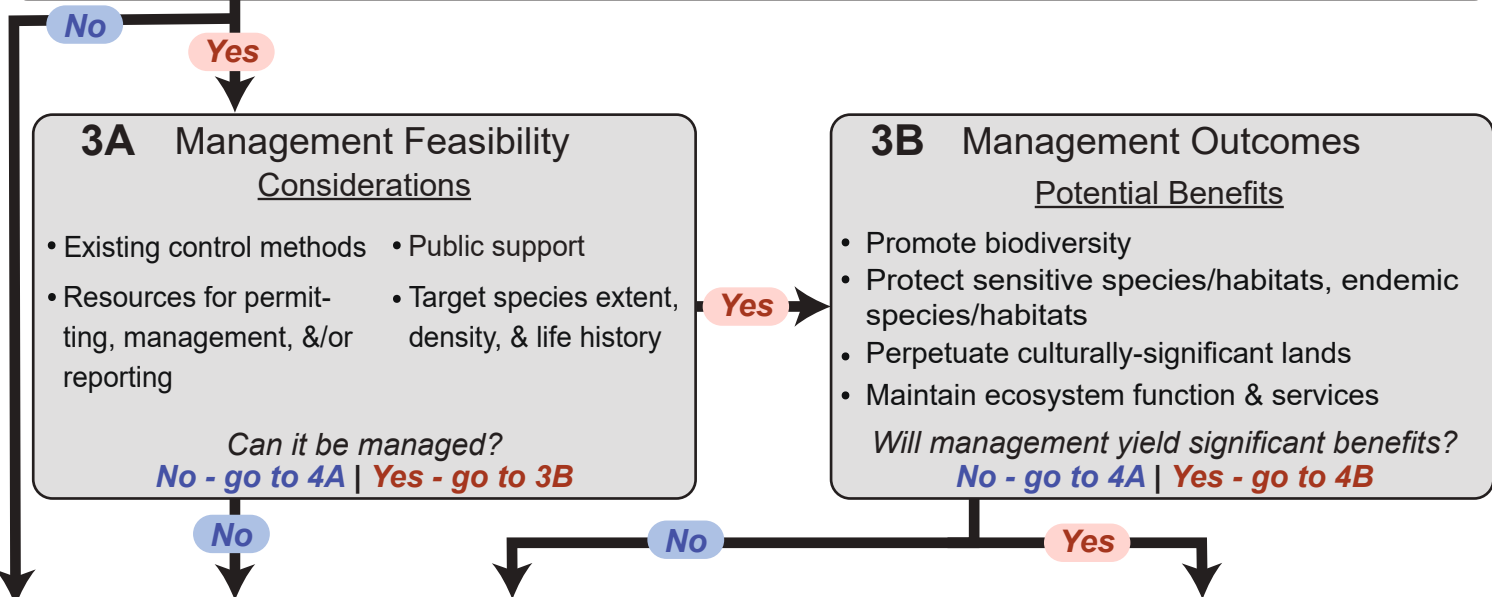 No
Yes
3A Management Feasibility
Considerations
• Existing control methods
• Resources for permit-
ting, management, &/or
reporting
• Public support
• Target species extent,
density, & life history
Can it be managed?
No - go to 4A | Yes - go to 3B
Yes
3B Management Outcomes
Potential Benefits
• Promote biodiversity
• Protect sensitive species/habitats, endemic
species/habitats
• Perpetuate culturally-significant lands
• Maintain ecosystem function & services
Will management yield significant benefits?
No - go to 4A | Yes - go to 4B
No
No
Yes